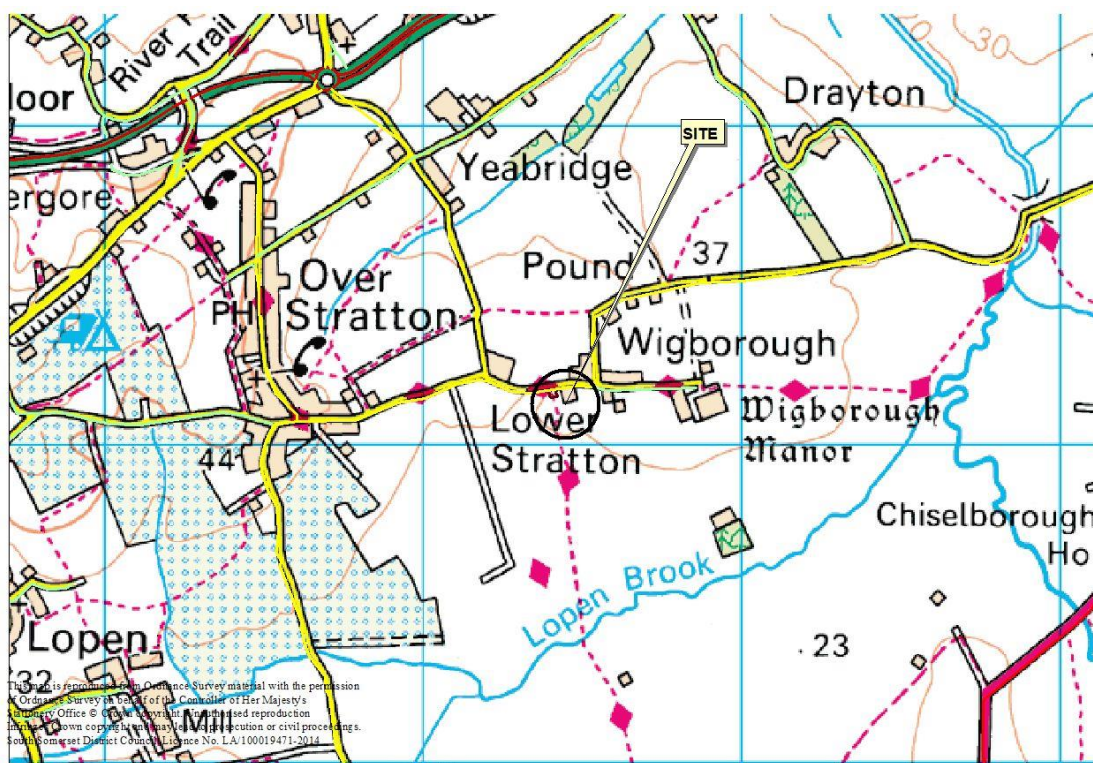 River
Trail
loor
Drayton
SITE
Yeabridge
ergore
Pound
37
Over
Stratton
PH
Wigborough
Lower
Stratton
Wigborough
Manor
44
Chiselborough
Ho
Lopen Brook
Lopen
23
32
Mill
This map is reproduced from Ordnance Survey material with the permission
of Ordnance Survey on behalf of the Controller of Her Majesty's
Stationery Office © Crown copyright. Unauthorised reproduction
infringes Crown copyright and may lead to prosecution or civil proceedings.
South Somerset District Council Licence No. LA/100019471-2014
30